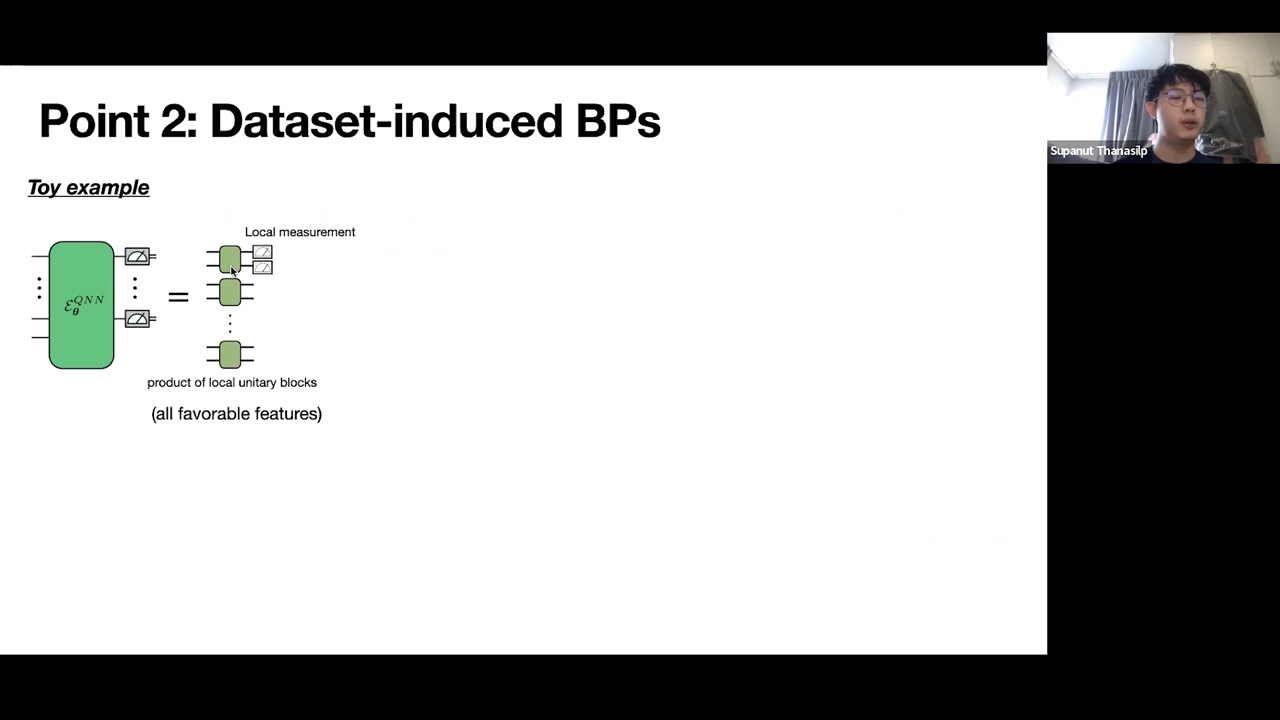 Point 2: Dataset-induced BPs
Supanut Thanasilp
Toy example
Local measurement
ℰ_θ^QNN
=
product of local unitary blocks
(all favorable features)